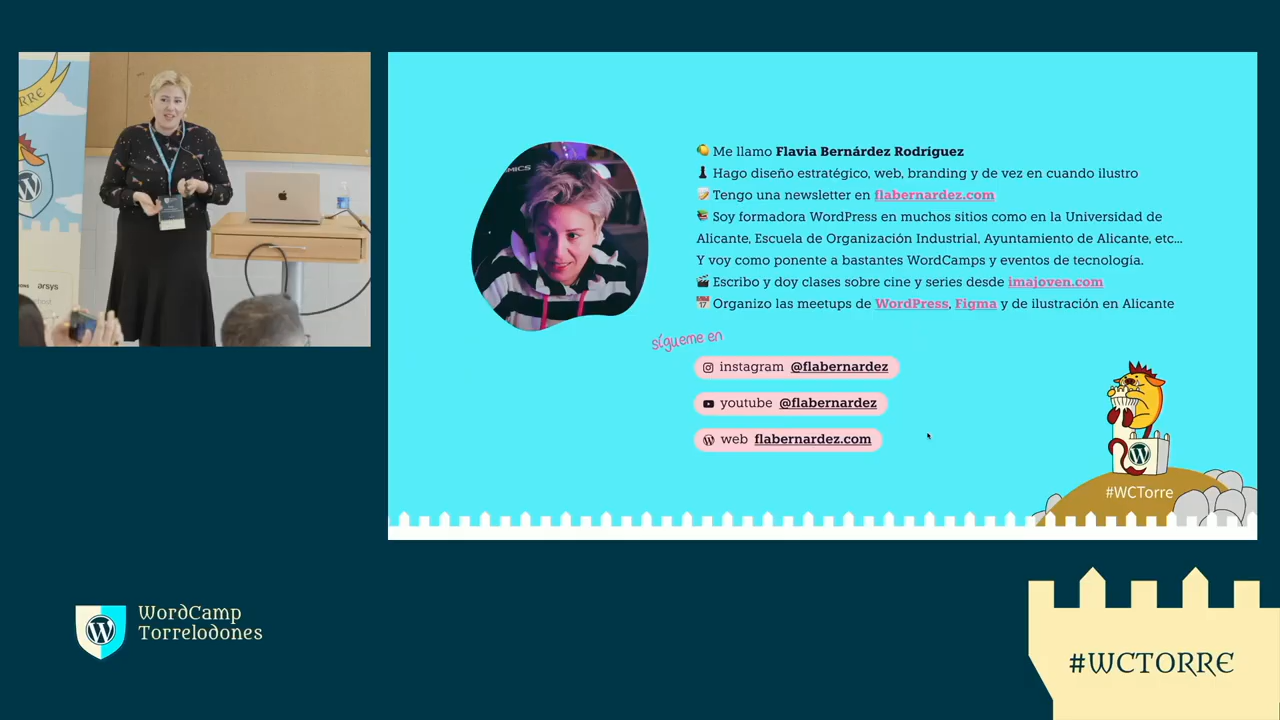 RRE
arsys
MICS
🍋 Me llamo Flavia Bernárdez Rodríguez
♟ Hago diseño estratégico, web, branding y de vez en cuando ilustro
📝 Tengo una newsletter en flabernardez.com
📚 Soy formadora WordPress en muchos sitios como en la Universidad de
Alicante, Escuela de Organización Industrial, Ayuntamiento de Alicante, etc...
Y voy como ponente a bastantes WordCamps y eventos de tecnología.
🎬 Escribo y doy clases sobre cine y series desde imajoven.com
📅 Organizo las meetups de WordPress, Figma y de ilustración en Alicante
sígueme en
instagram @flabernardez
youtube @flabernardez
web flabernardez.com
#WCTorre
WordCamp
Torrelodones
#WCTORRE